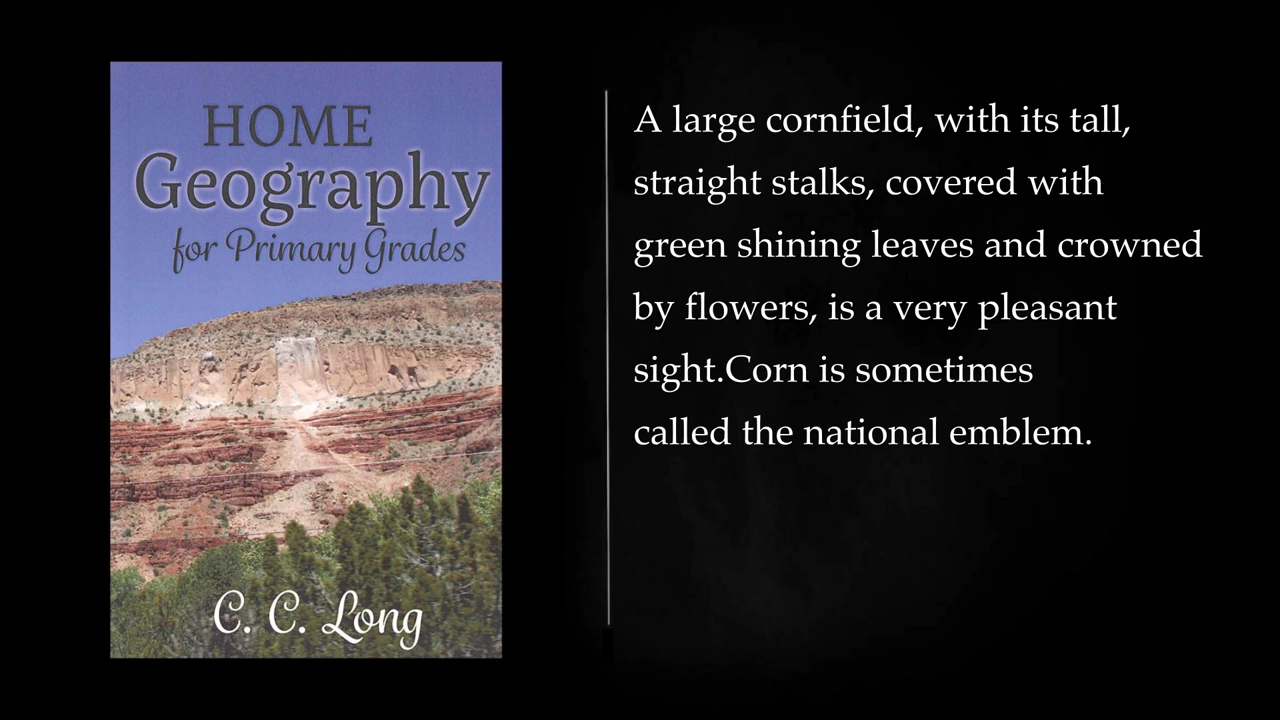 HOME
Geography
for Primary Grades
C. C. Long
A large cornfield, with its tall,
straight stalks, covered with
green shining leaves and crowned
by flowers, is a very pleasant
sight.Corn is sometimes
called the national emblem.